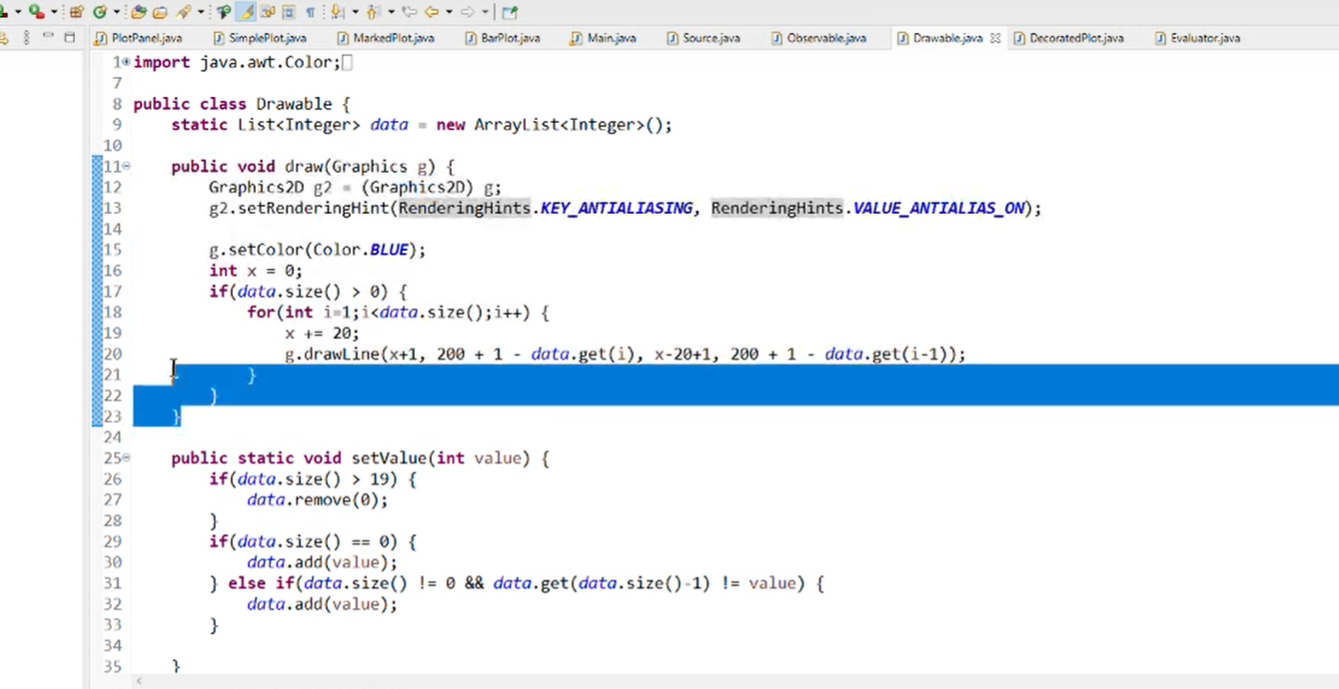 PlotPanel.java SimplePlot.java MarkedPlot.java BarPlot.java Main.java Source.java Observable.java Drawable.java DecoratedPlot.java Evaluator.java
1 import java.awt.Color;
7
8 public class Drawable {
9 static List<Integer> data = new ArrayList<Integer>();
10
11 public void draw(Graphics g) {
12 Graphics2D g2 = (Graphics2D) g;
13 g2.setRenderingHint(RenderingHints.KEY_ANTIALIASING, RenderingHints.VALUE_ANTIALIAS_ON);
14
15 g.setColor(Color.BLUE);
16 int x = 0;
17 if(data.size() > 0) {
18 for(int i=1;i<data.size();i++) {
19 x += 20;
20 g.drawLine(x+1, 200 + 1 - data.get(i), x-20+1, 200 + 1 - data.get(i-1));
21 }
22 }
23 }
24
25 public static void setValue(int value) {
26 if(data.size() > 19) {
27 data.remove(0);
28 }
29 if(data.size() == 0) {
30 data.add(value);
31 } else if(data.size() != 0 && data.get(data.size()-1) != value) {
32 data.add(value);
33 }
34
35 }